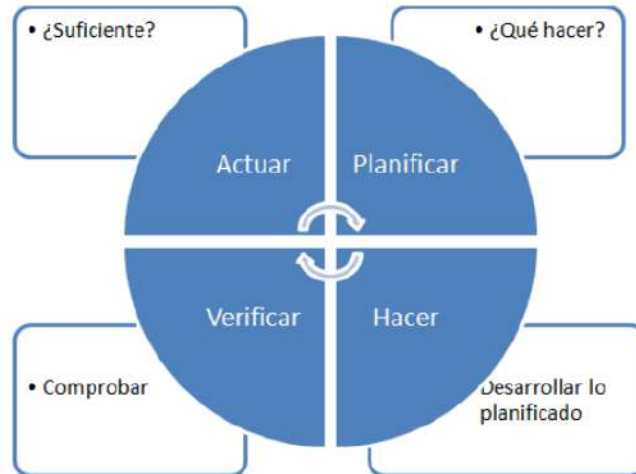 • ¿Suficiente?
• ¿Qué hacer?
Actuar
Planificar
Verificar
Hacer
• Comprobar
Desarrollar lo
planificado